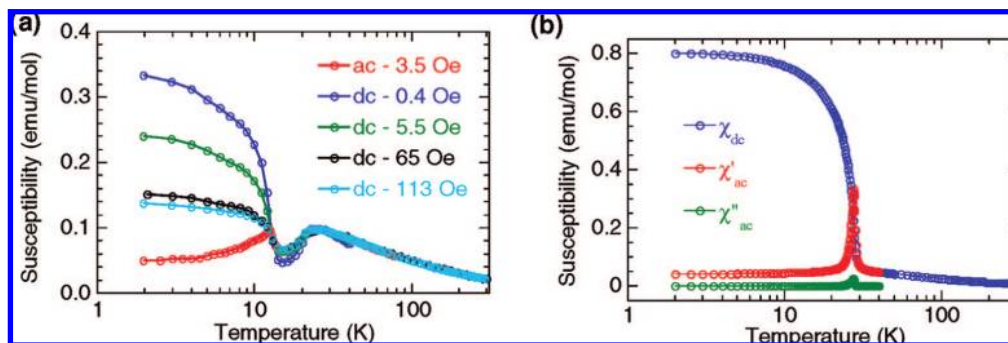 (a)
Susceptibility (emu/mol)
0.4
0.3
0.2
0.1
0.0
ac - 3.5 Oe
dc - 0.4 Oe
dc - 5.5 Oe
dc - 65 Oe
dc - 113 Oe
1
10
100
Temperature (K)
(b)
Susceptibility (emu/mol)
0.8
0.6
0.4
0.2
0
χdc
χ'ac
χ"ac
1
10
100
Temperature (K)